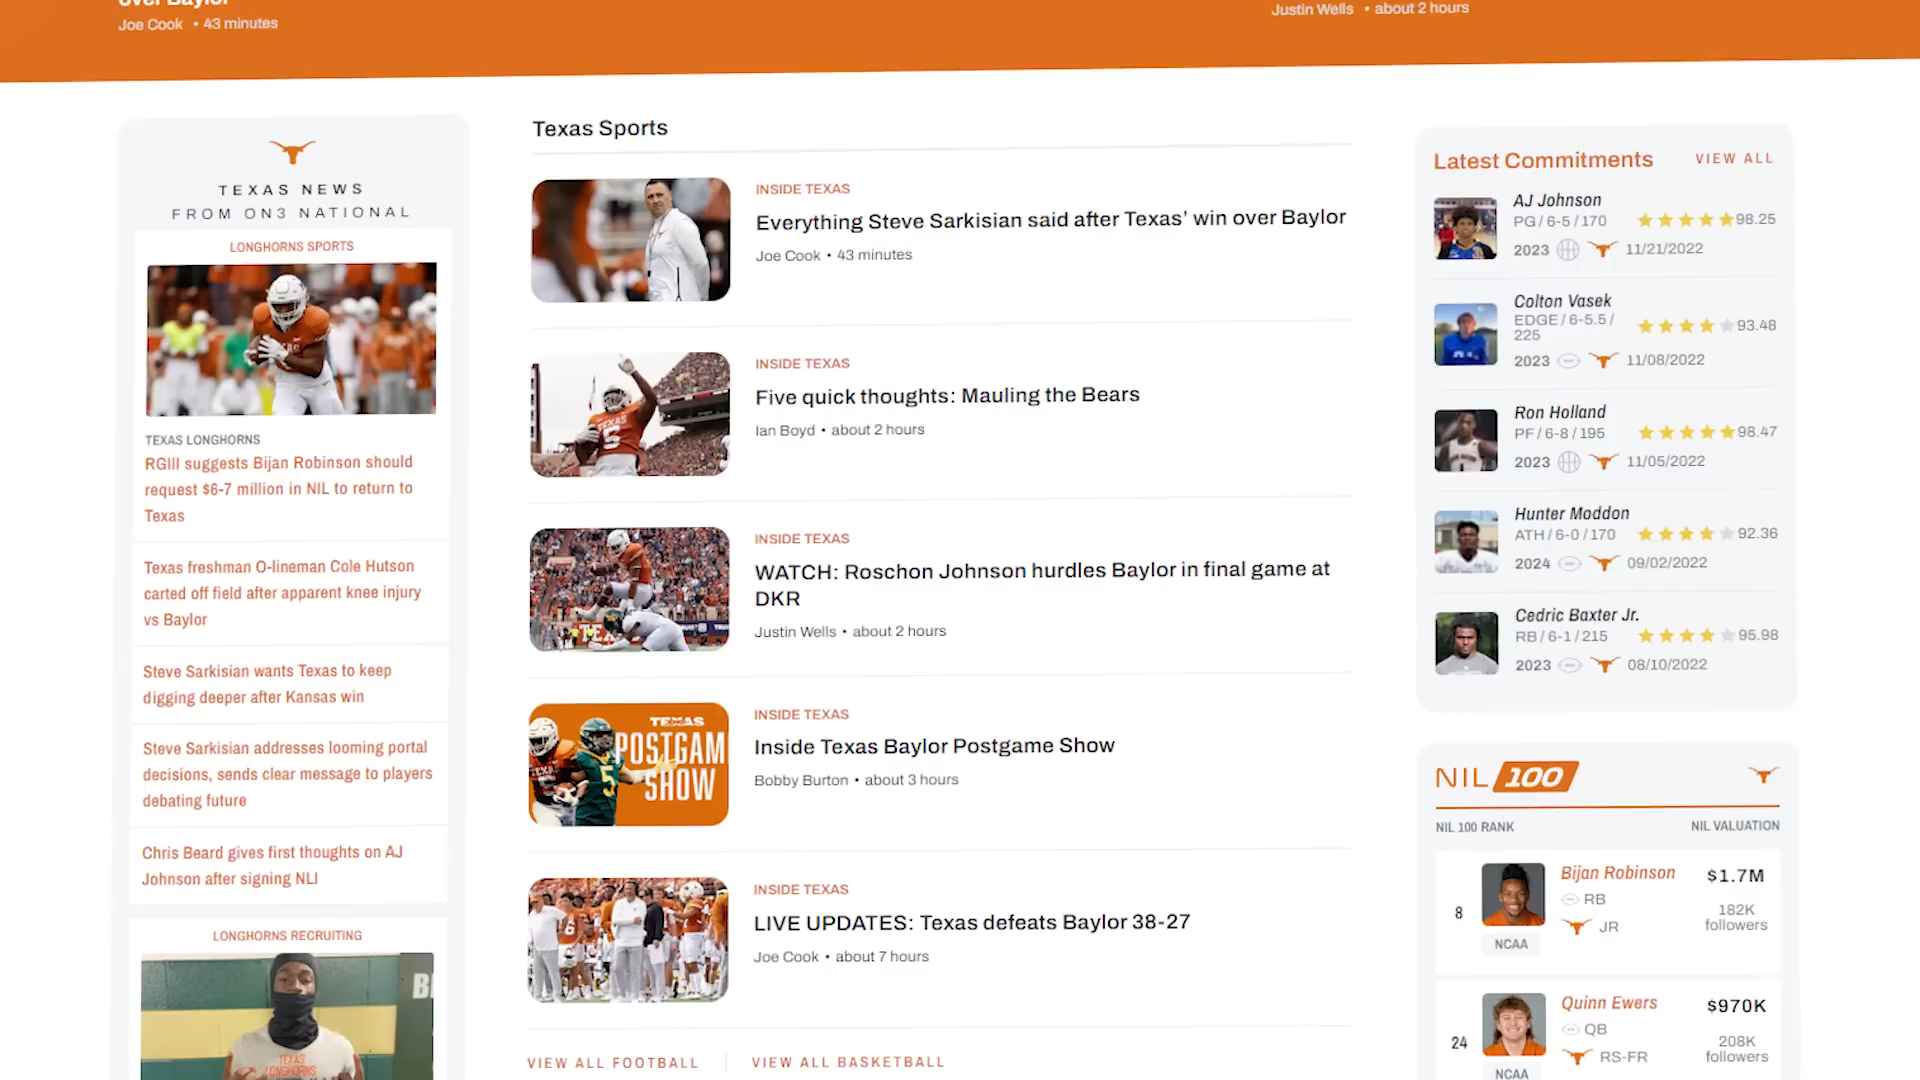 over Baylor
Joe Cook • 43 minutes
Justin Wells • about 2 hours
TEXAS NEWS
FROM ON3 NATIONAL
LONGHORNS SPORTS
TEXAS LONGHORNS
RGIII suggests Bijan Robinson should
request $6-7 million in NIL to return to
Texas
Texas freshman O-lineman Cole Hutson
carted off field after apparent knee injury
vs Baylor
Steve Sarkisian wants Texas to keep
digging deeper after Kansas win
Steve Sarkisian addresses looming portal
decisions, sends clear message to players
debating future
Chris Beard gives first thoughts on AJ
Johnson after signing NLI
LONGHORNS RECRUITING
TEXAS
LONGHORNS
Texas Sports
INSIDE TEXAS
Everything Steve Sarkisian said after Texas’ win over Baylor
Joe Cook • 43 minutes
INSIDE TEXAS
Five quick thoughts: Mauling the Bears
Ian Boyd • about 2 hours
TEXAS
5
INSIDE TEXAS
WATCH: Roschon Johnson hurdles Baylor in final game at
DKR
Justin Wells • about 2 hours
INSIDE TEXAS
Inside Texas Baylor Postgame Show
Bobby Burton • about 3 hours
TEXAS
POSTGAM
SHOW
5
INSIDE TEXAS
LIVE UPDATES: Texas defeats Baylor 38-27
Joe Cook • about 7 hours
VIEW ALL FOOTBALL
VIEW ALL BASKETBALL
Latest Commitments
VIEW ALL
AJ Johnson
PG / 6-5 / 170
98.25
2023
11/21/2022
Colton Vasek
EDGE / 6-5.5 /
225
93.48
2023
11/08/2022
Ron Holland
PF / 6-8 / 195
98.47
2023
11/05/2022
Hunter Moddon
ATH / 6-0 / 170
92.36
2024
09/02/2022
Cedric Baxter Jr.
RB / 6-1 / 215
95.98
2023
08/10/2022
NIL 100
NIL 100 RANK
NIL VALUATION
8
NCAA
Bijan Robinson
RB
JR
$1.7M
182K
followers
24
NCAA
Quinn Ewers
QB
RS-FR
$970K
208K
followers